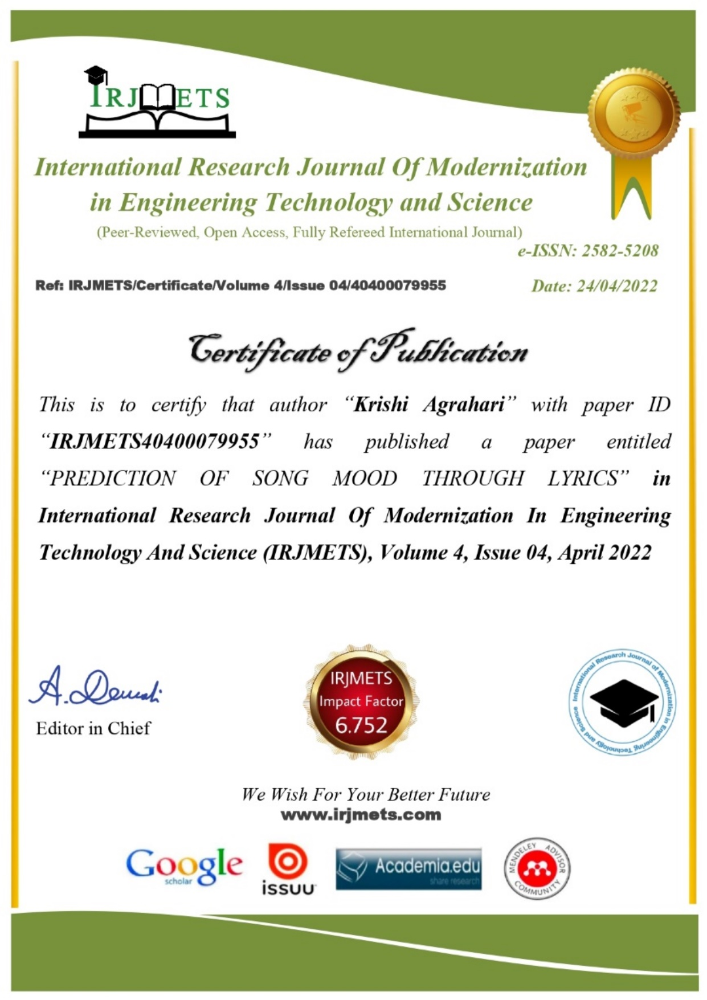 IRJMETS
International Research Journal Of Modernization
in Engineering Technology and Science
(Peer-Reviewed, Open Access, Fully Refereed International Journal)
e-ISSN: 2582-5208
Ref: IRJMETS/Certificate/Volume 4/Issue 04/40400079955
Date: 24/04/2022
Certificate of Publication
This is to certify that author “Krishi Agrahari” with paper ID
“IRJMETS40400079955” has published a paper entitled
“PREDICTION OF SONG MOOD THROUGH LYRICS” in
International Research Journal Of Modernization In Engineering
Technology And Science (IRJMETS), Volume 4, Issue 04, April 2022
A.
Editor in Chief
IRJMETS
Impact Factor
6.752
International Research Journal of Modernization in Engineering Technology and Science
We Wish For Your Better Future
www.irjmets.com
Google
scholar
issuu
Academia.edu
share research
MENDELEY ADVISOR
COMMUNITY